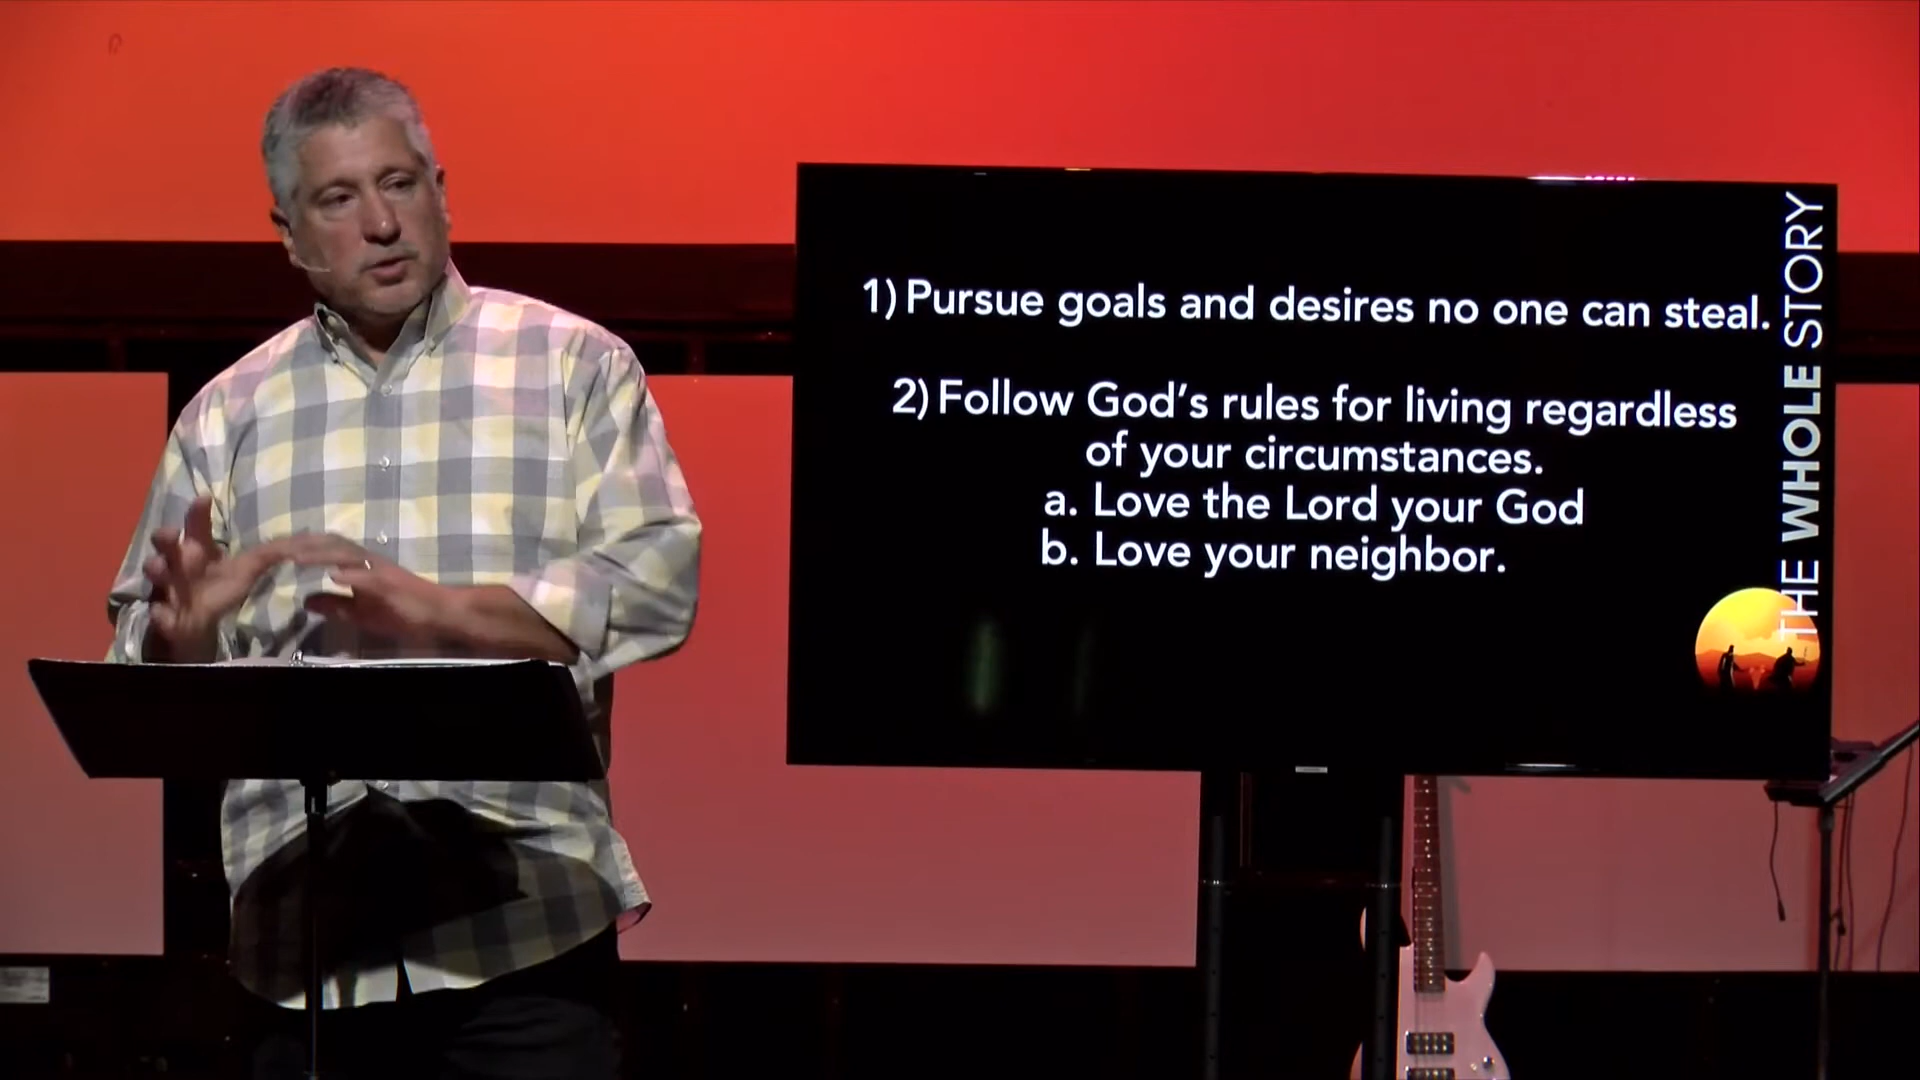 1) Pursue goals and desires no one can steal.
2) Follow God's rules for living regardless
of your circumstances.
a. Love the Lord your God
b. Love your neighbor.
THE WHOLE STORY